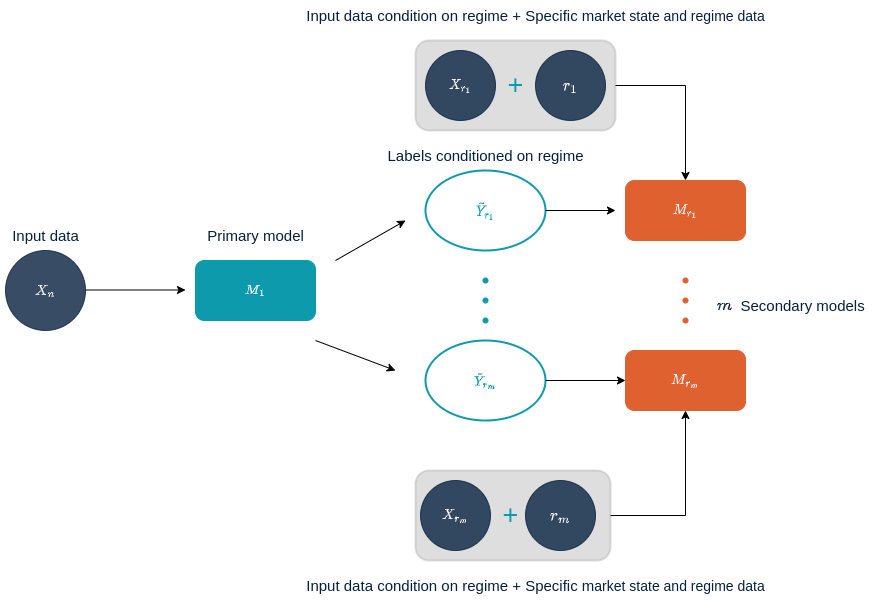 Input data condition on regime + Specific market state and regime data
X_{r_1} + r_1
Labels conditioned on regime
Ỹ_{r_1}
M_{r_1}
Input data
Primary model
X_n
M_1
m Secondary models
Ỹ_{r_m}
M_{r_m}
X_{r_m} + r_m
Input data condition on regime + Specific market state and regime data